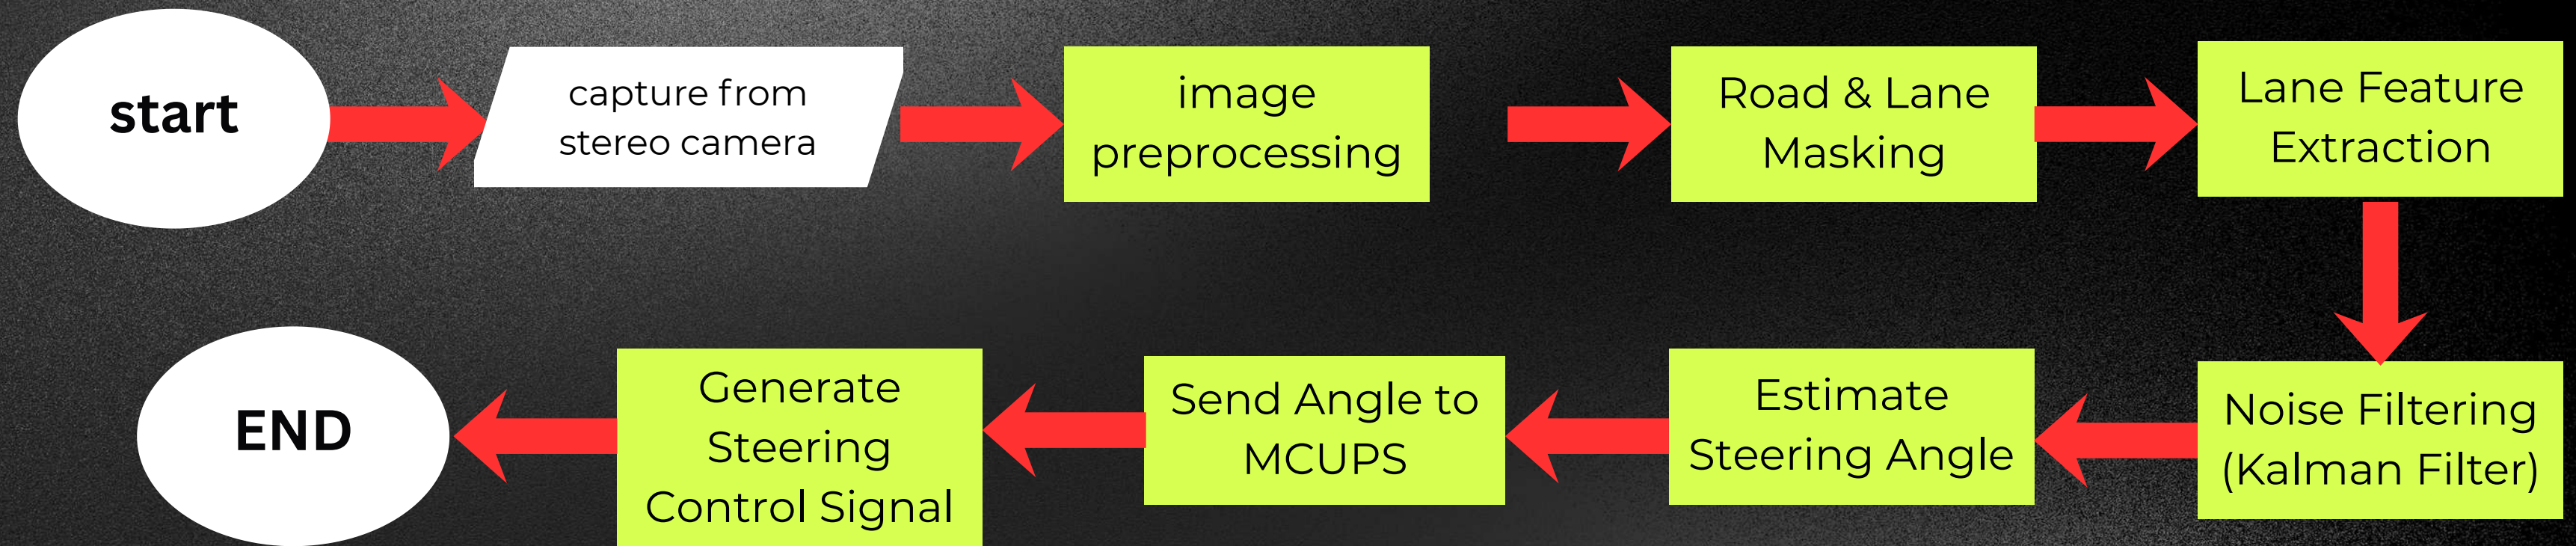 start
capture from
stereo camera
image
preprocessing
Road & Lane
Masking
Lane Feature
Extraction
Noise Filtering
(Kalman Filter)
Estimate
Steering Angle
Send Angle to
MCUPS
Generate
Steering
Control Signal
END